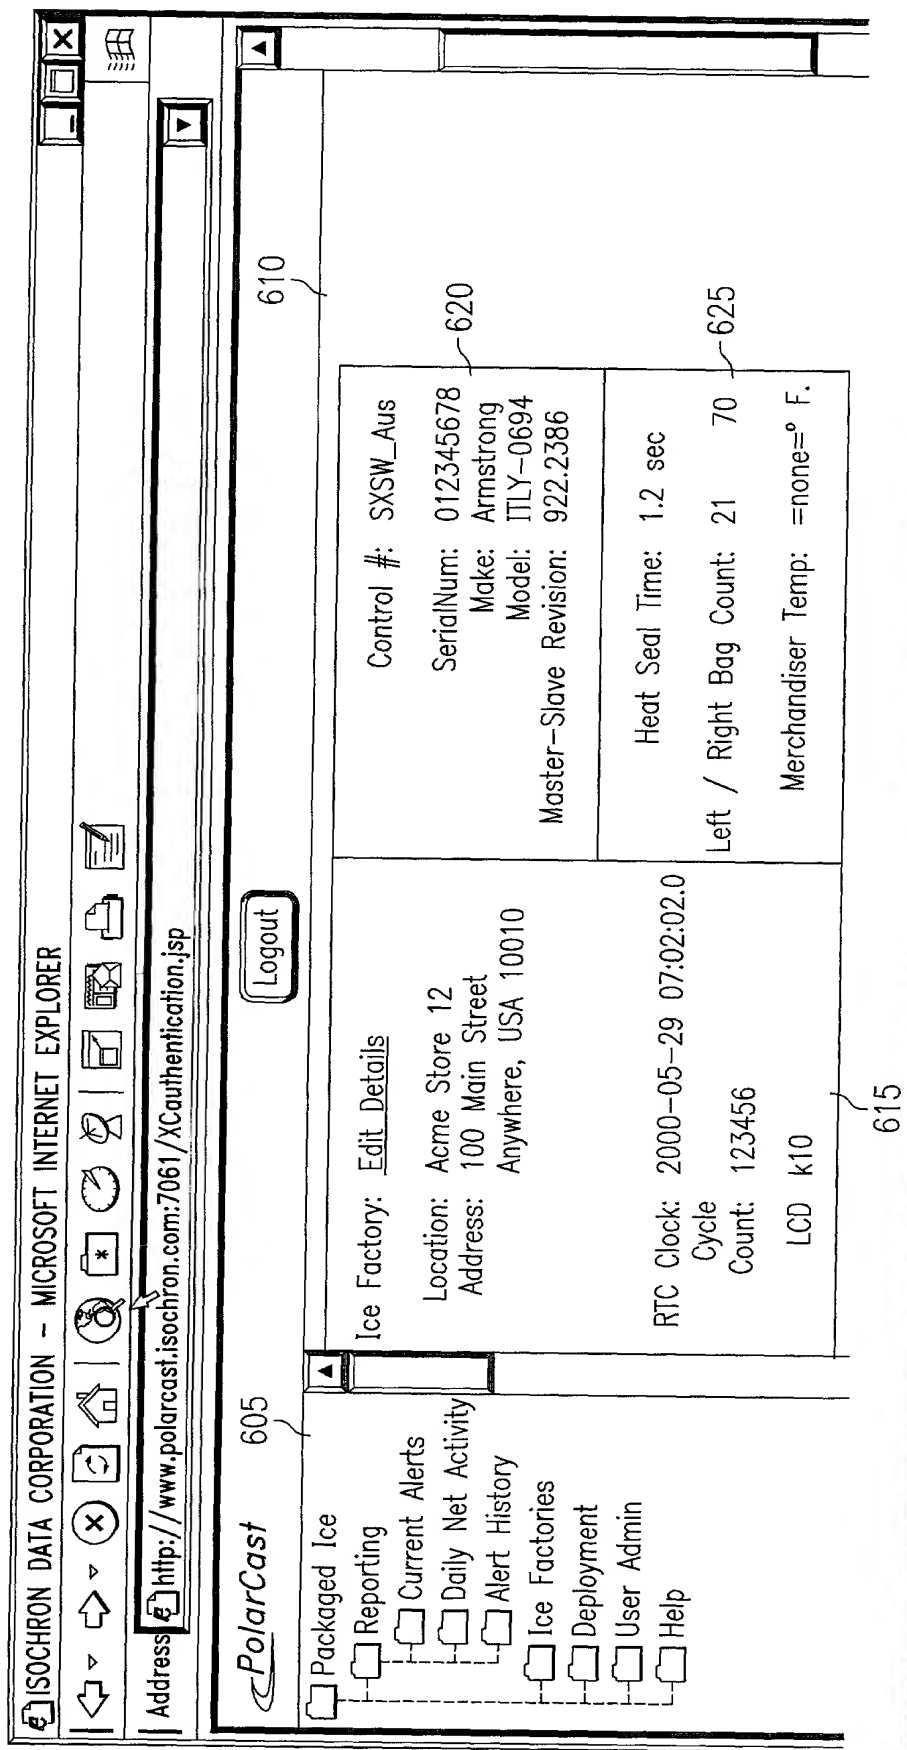 ISOCHRON DATA CORPORATION - MICROSOFT INTERNET EXPLORER
Address http://www.polarcast.isochron.com:7061/XCauthentication.jsp
PolarCast
Logout
605
610
Packaged Ice
Reporting
Current Alerts
Daily Net Activity
Alert History
Ice Factories
Deployment
User Admin
Help
Ice Factory: Edit Details
Location: Acme Store 12
Address: 100 Main Street
Anywhere, USA 10010
RTC Clock: 2000-05-29 07:02:02.0
Cycle
Count: 123456
LCD k10
615
Control #: SXSW_Aus
SerialNum: 012345678
Make: Armstrong
Model: ITLY-0694
Master-Slave Revision: 922.2386
620
Heat Seal Time: 1.2 sec
Left / Right Bag Count: 21 70
Merchandiser Temp: =none=° F.
625